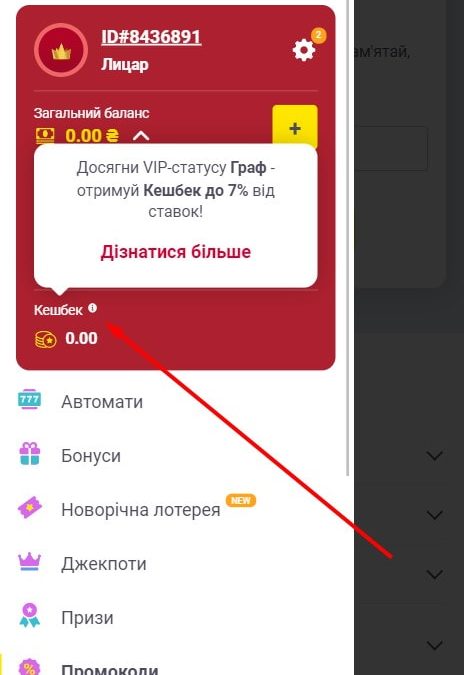 ID#8436891
2
Лицар
ам'ятай,
Загальний баланс
0.00 ₴
+
Досягни VIP-статусу Граф -
отримуй Кешбек до 7% від
ставок!
Дізнатися більше
Кешбек
0.00
777
Автомати
Бонуси
Новорічна лотерея NEW
Джекпоти
Призи
Промокоди